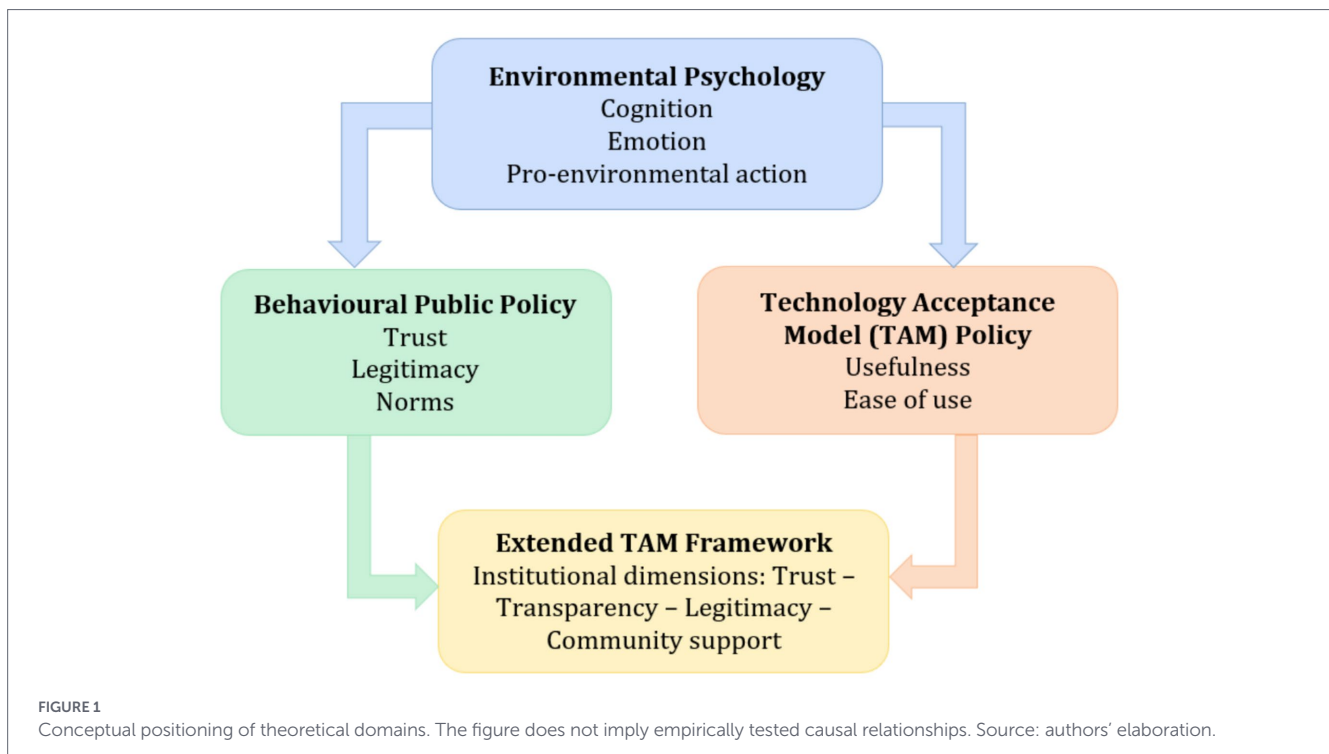 Environmental Psychology
Cognition
Emotion
Pro-environmental action
Behavioural Public Policy
Trust
Legitimacy
Norms
Technology Acceptance
Model (TAM) Policy
Usefulness
Ease of use
Extended TAM Framework
Institutional dimensions: Trust –
Transparency – Legitimacy –
Community support
FIGURE 1
Conceptual positioning of theoretical domains. The figure does not imply empirically tested causal relationships. Source: authors’ elaboration.